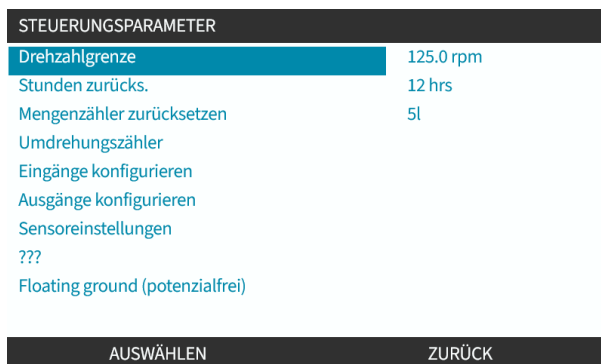 STEUERUNGSPARAMETER
Drehzahlgrenze 125.0 rpm
Stunden zurücks. 12 hrs
Mengenzähler zurücksetzen 5l
Umdrehungszähler
Eingänge konfigurieren
Ausgänge konfigurieren
Sensoreinstellungen
???
Floating ground (potenzialfrei)
AUSWÄHLEN ZURÜCK